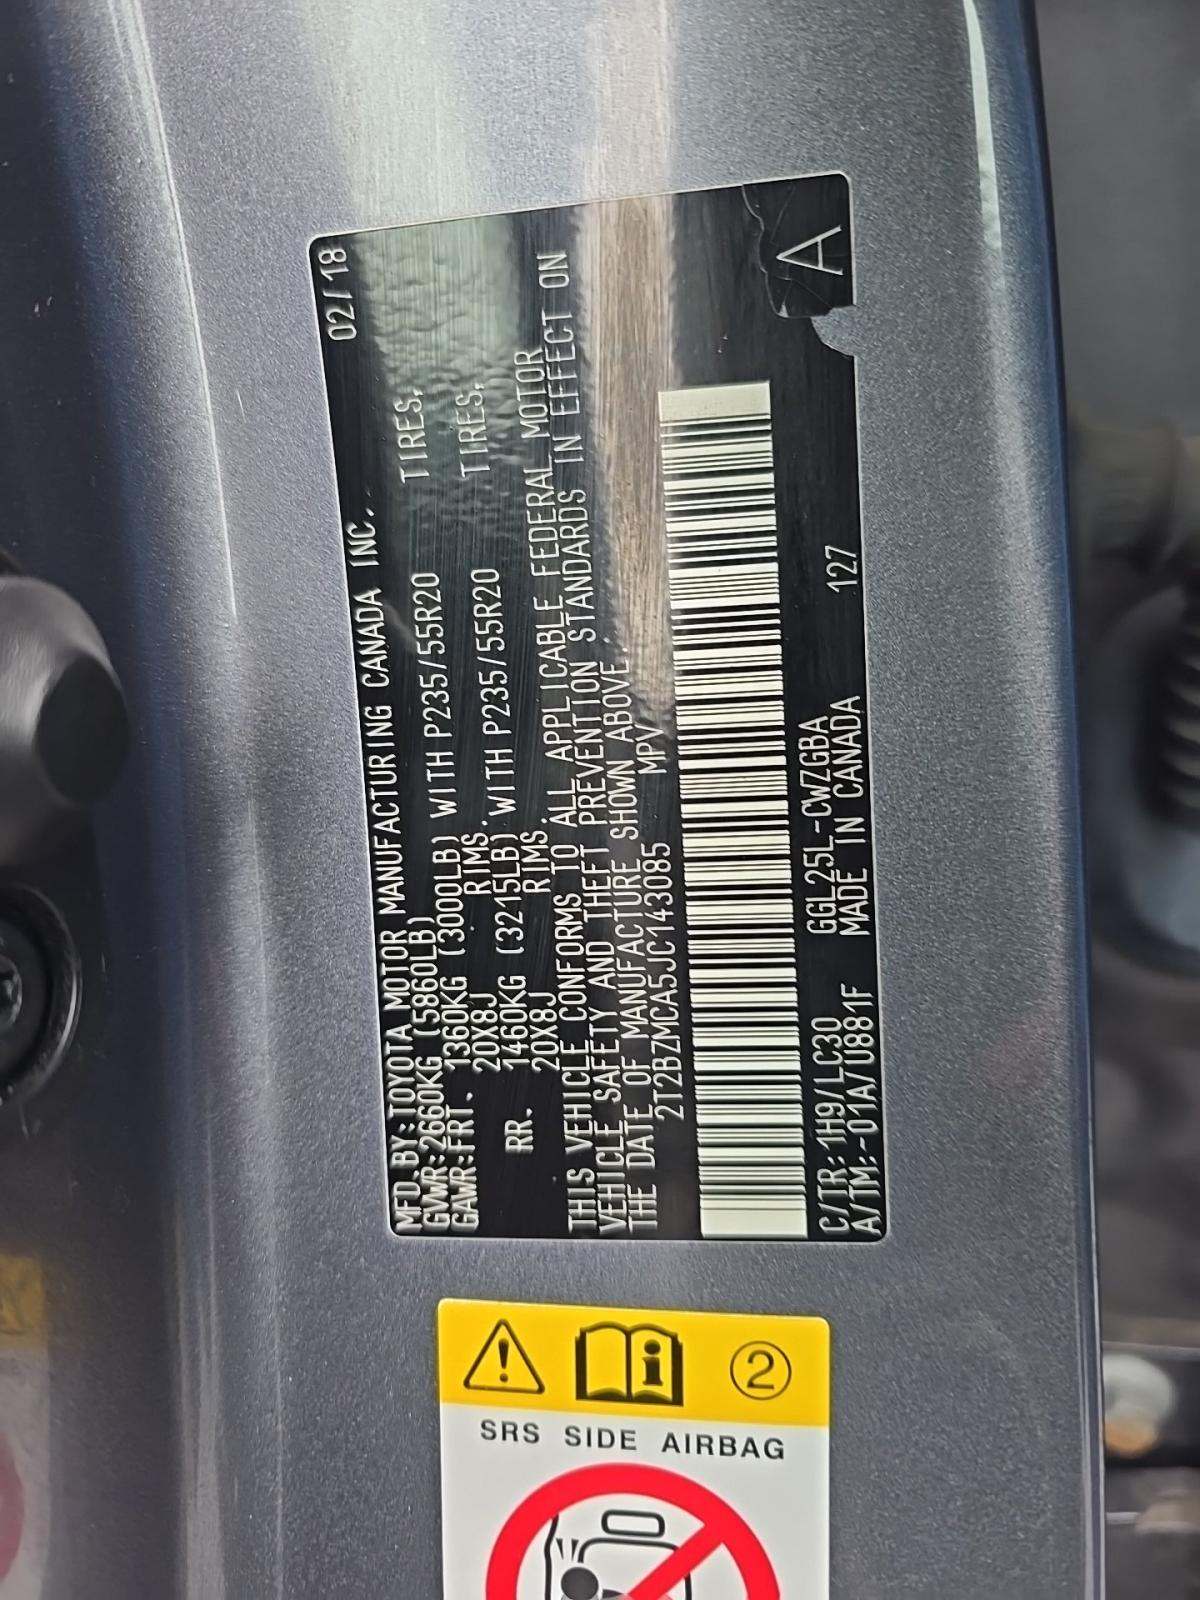 02/18
MFD.BY:TOYOTA MOTOR MANUFACTURING CANADA INC.
GVWR:2660KG (5860LB)
GAWR:FRT. 1360KG (3000LB) WITH P235/55R20 TIRES,
20X8J RIMS.
RR. 1460KG (3215LB) WITH P235/55R20 TIRES,
20X8J RIMS.
THIS VEHICLE CONFORMS TO ALL APPLICABLE FEDERAL MOTOR
VEHICLE SAFETY AND THEFT PREVENTION STANDARDS IN EFFECT ON
THE DATE OF MANUFACTURE SHOWN ABOVE.
2T2BZMCA5JC143085 MPV
C/TR:1H9/LC30 GGL25L-CWZGBA
A/TM:-01A/U881F MADE IN CANADA 127
A
2
SRS SIDE AIRBAG